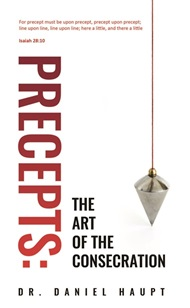 For precept must be upon precept, precept upon precept;
line upon line, line upon line; here a little, and there a little
Isaiah 28:10
PRECEPTS:
THE
ART
OF THE
CONSECRATION
DR. DANIEL HAUPT